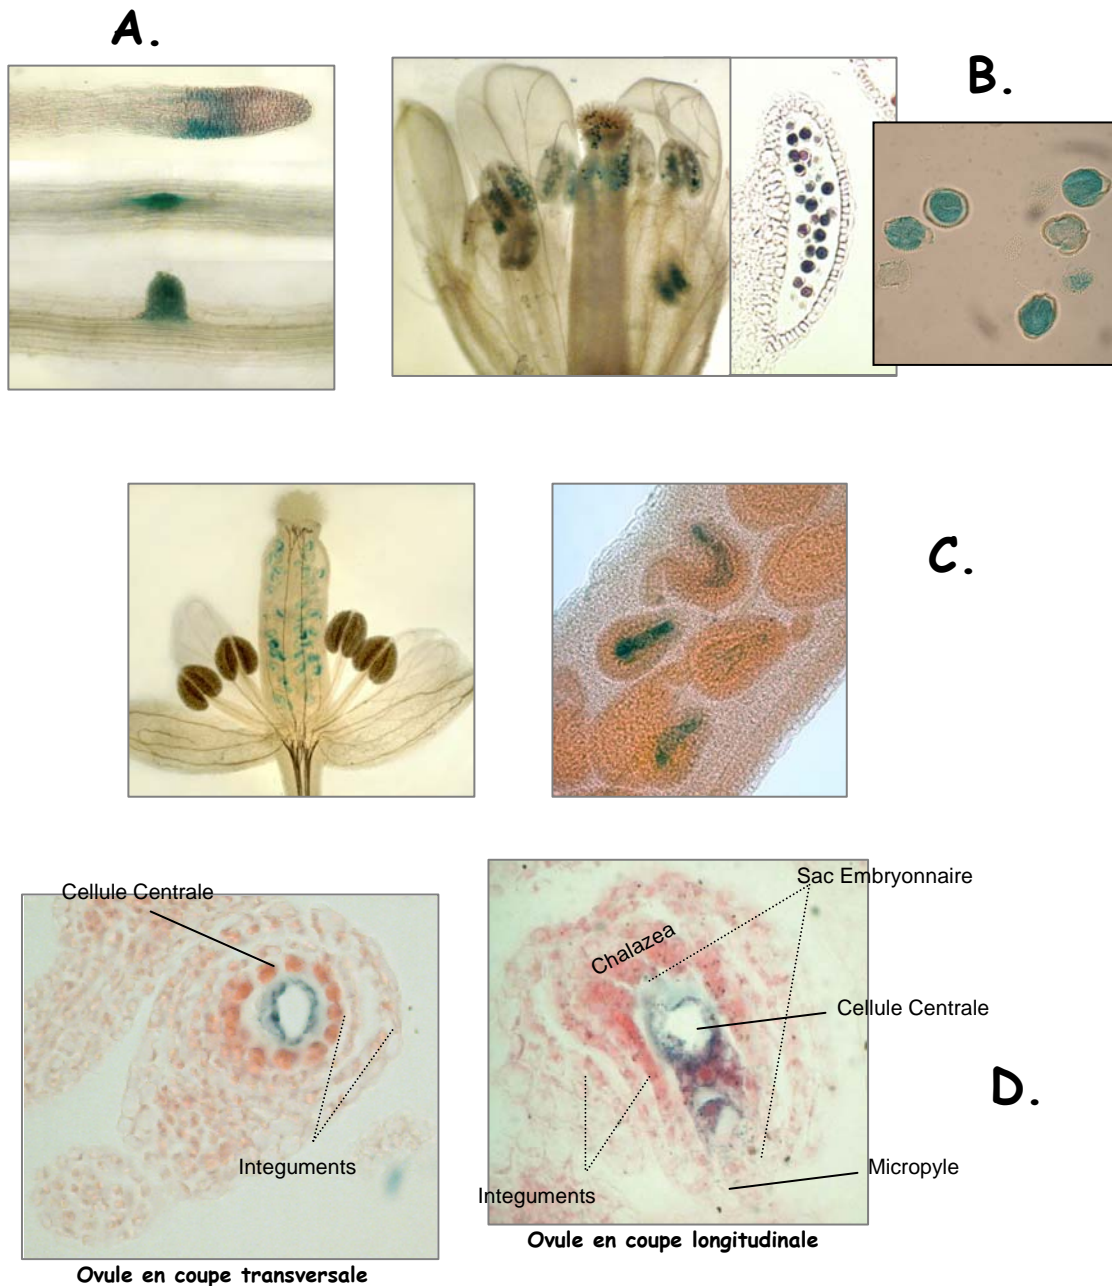 A.
B.
C.
Cellule Centrale
Integuments
Ovule en coupe transversale
Sac Embryonnaire
Chalazea
Cellule Centrale
D.
Micropyle
Integuments
Ovule en coupe longitudinale